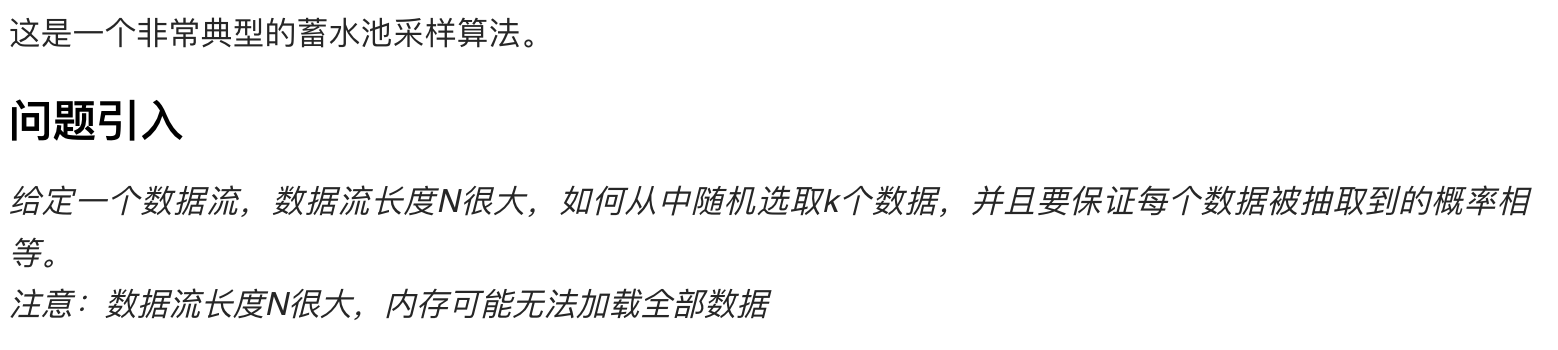 这是一个非常典型的蓄水池采样算法。
问题引入
给定一个数据流，数据流长度N很大，如何从中随机选取k个数据，并且要保证每个数据被抽取到的概率相
等。
注意：数据流长度N很大，内存可能无法加载全部数据